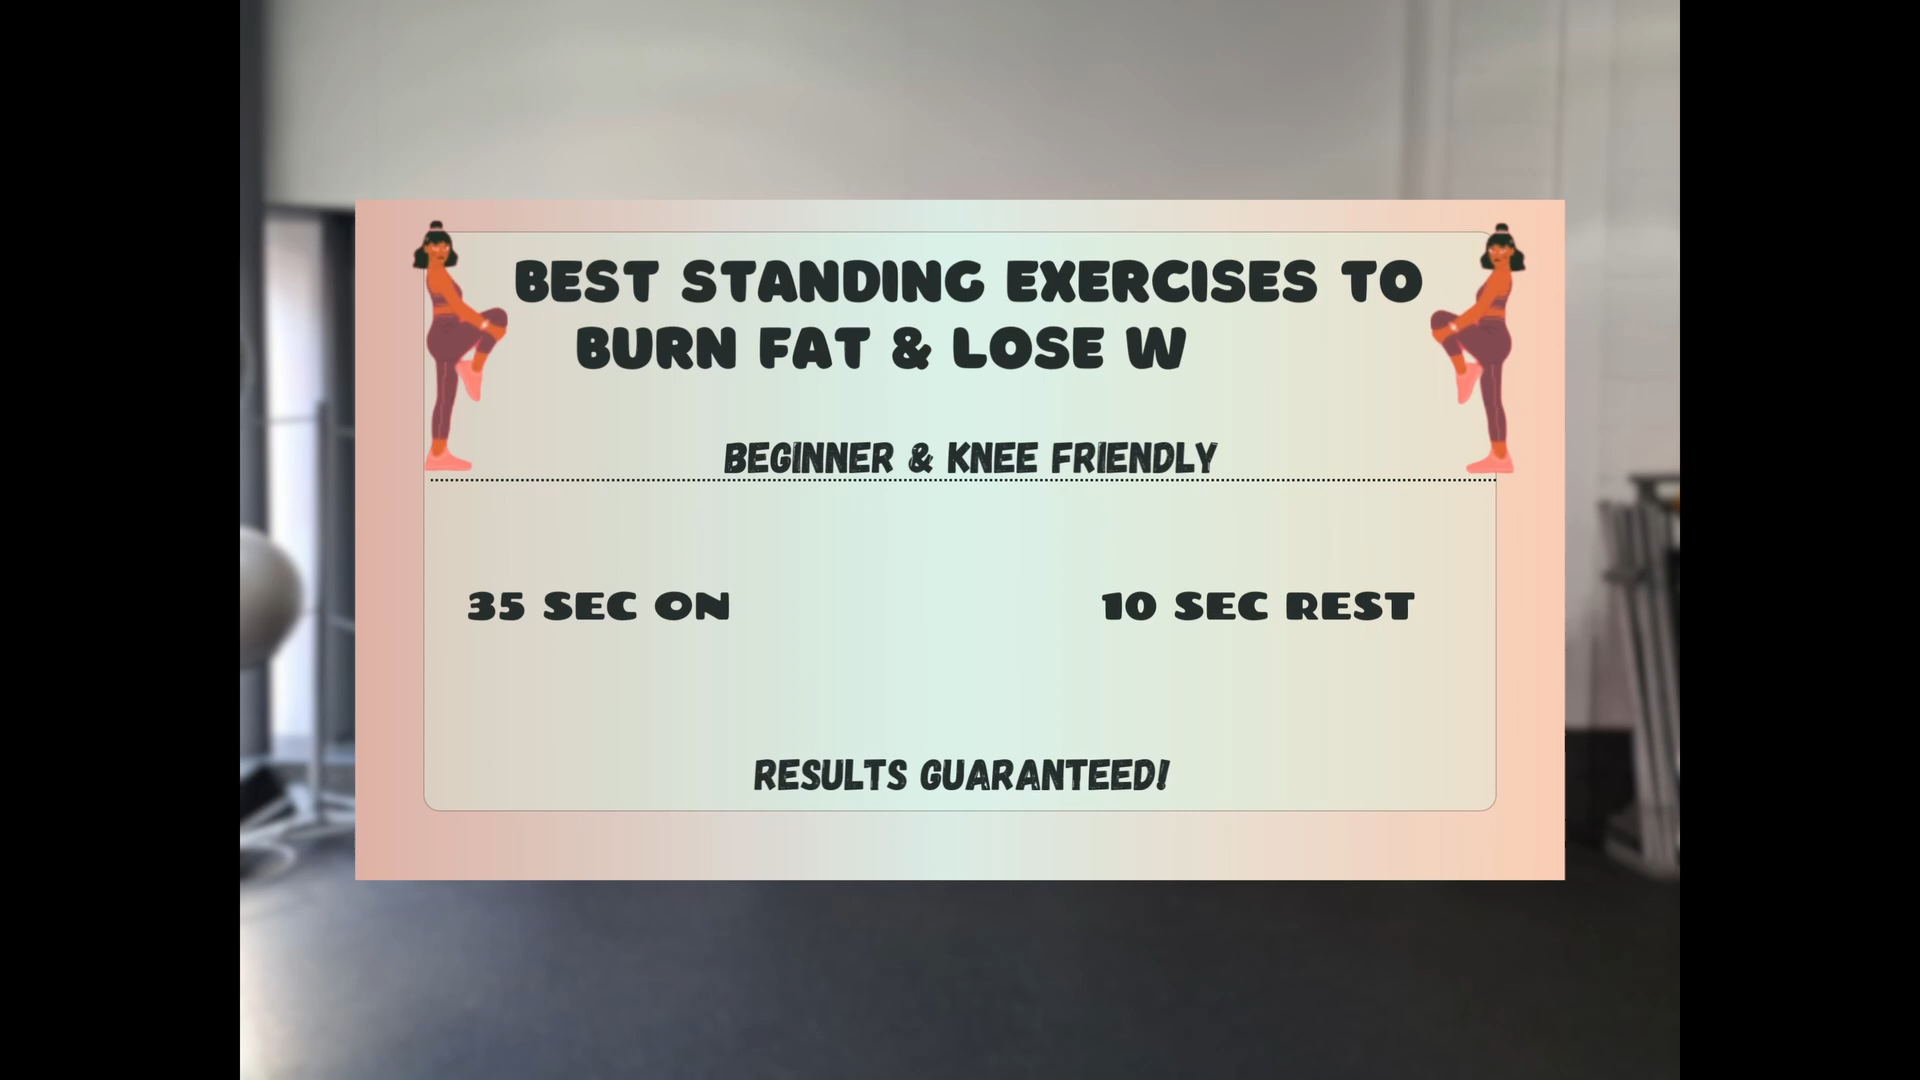 BEST STANDING EXERCISES TO
BURN FAT & LOSE W
BEGINNER & KNEE FRIENDLY
35 SEC ON
10 SEC REST
RESULTS GUARANTEED!